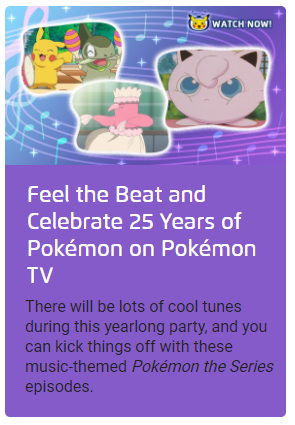 WATCH NOW!
Feel the Beat and
Celebrate 25 Years of
Pokémon on Pokémon
TV
There will be lots of cool tunes
during this yearlong party, and you
can kick things off with these
music-themed Pokémon the Series
episodes.